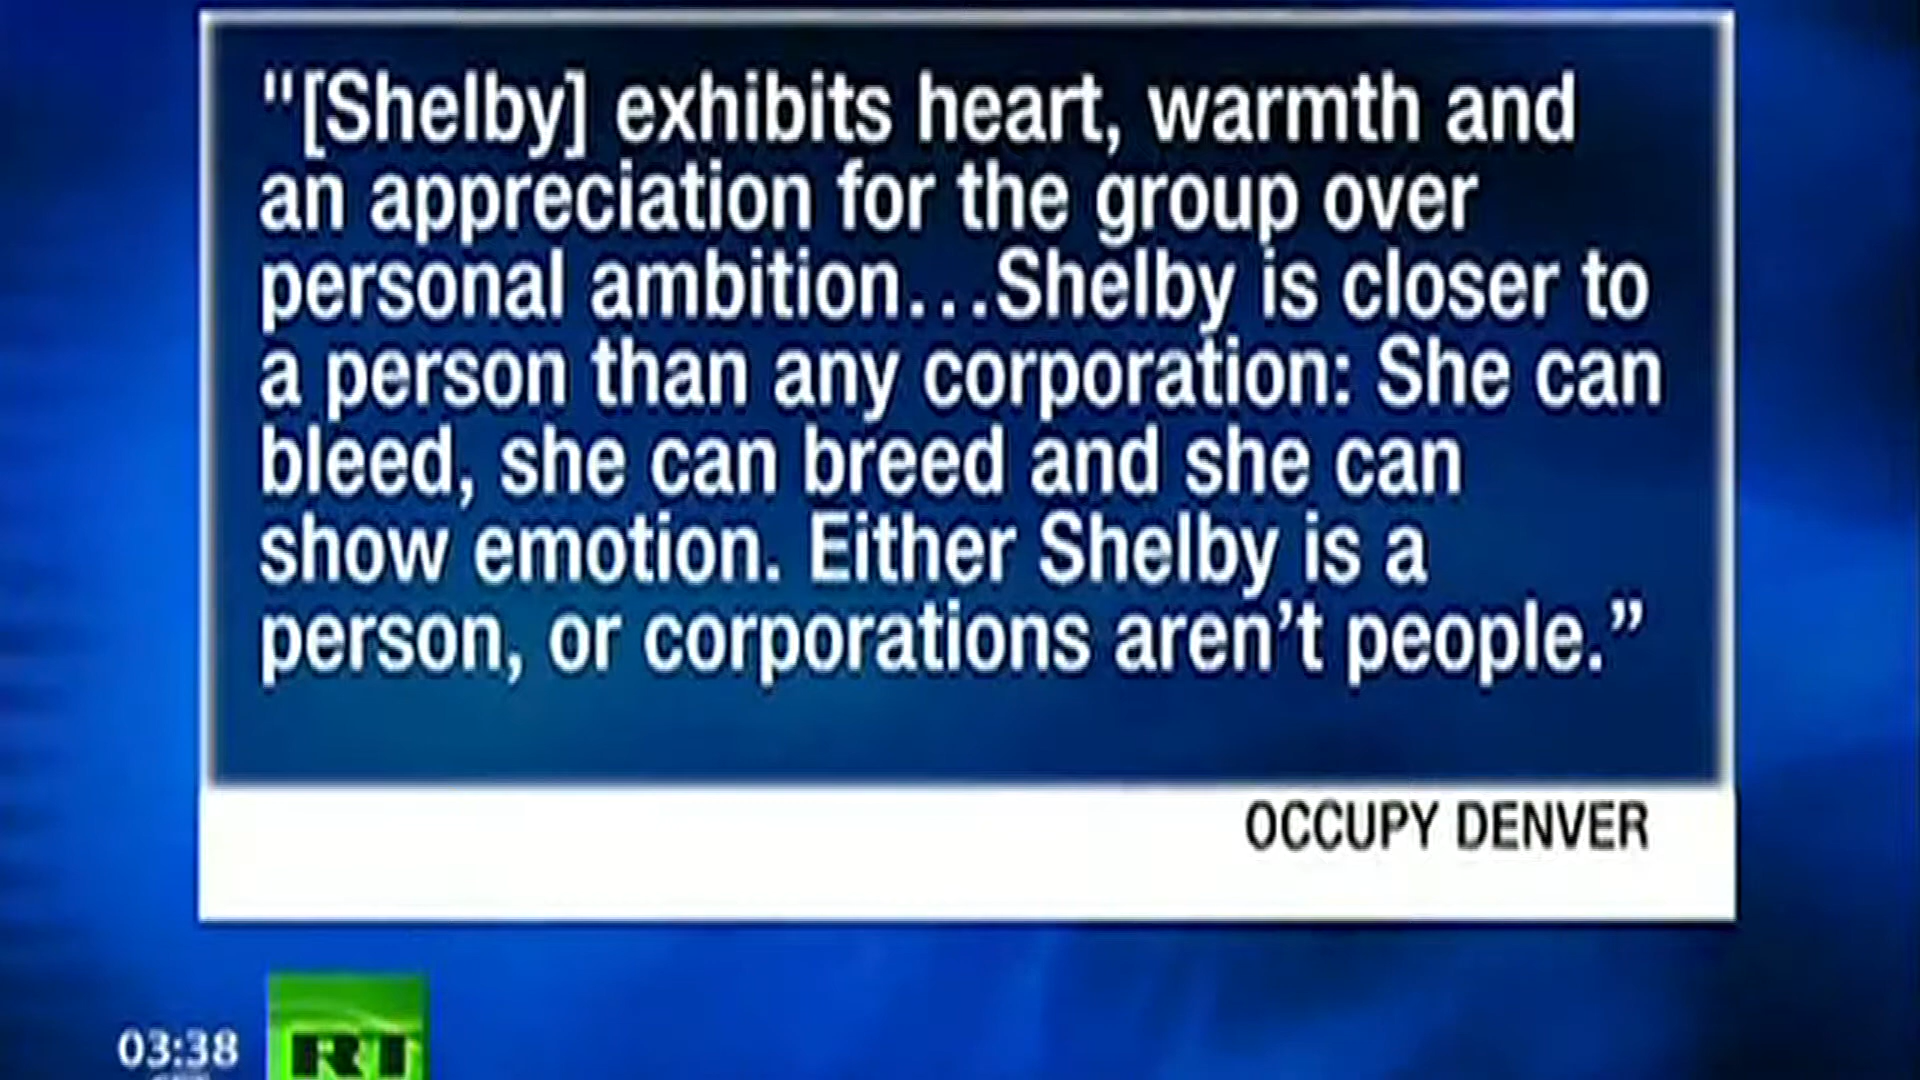 "[Shelby] exhibits heart, warmth and
an appreciation for the group over
personal ambition...Shelby is closer to
a person than any corporation: She can
bleed, she can breed and she can
show emotion. Either Shelby is a
person, or corporations aren't people.”
OCCUPY DENVER
03:38
RT